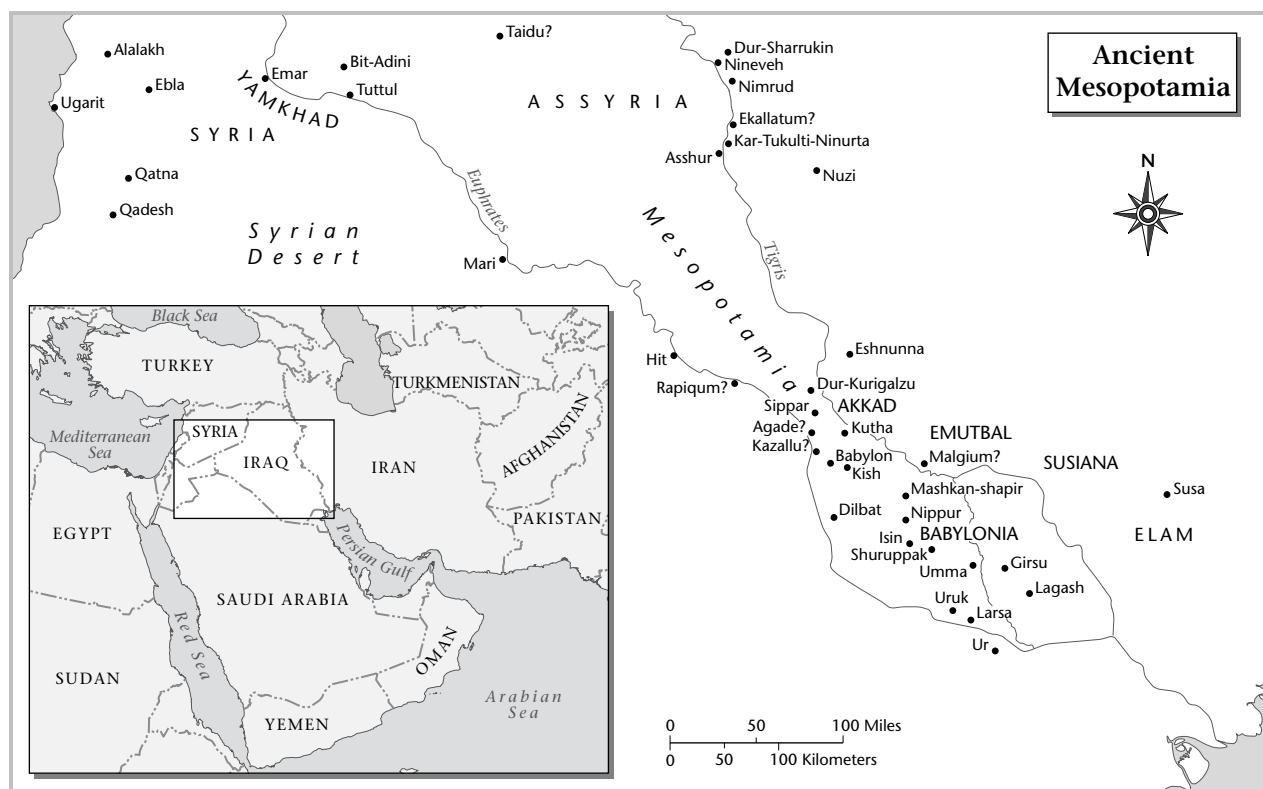 Ancient
Mesopotamia
Taidu?
Alalakh
Dur-Sharrukin
Bit-Adini
Nineveh
Emar
Ebla
Nimrud
Tuttul
Ugarit
YAMKHAD
ASSYRIA
Ekallatum?
SYRIA
Kar-Tukulti-Ninurta
Asshur
N
Qatna
Nuzi
Euphrates
Qadesh
Mesopotamia
Syrian
Desert
Tigris
Mari
Eshnunna
Hit
Rapiqum?
Dur-Kurigalzu
Sippar
AKKAD
Agade?
Kutha
EMUTBAL
Kazallu?
Babylon
Malgium?
SUSIANA
Kish
Mashkan-shapir
Susa
Dilbat
Nippur
Isin
BABYLONIA
ELAM
Shuruppak
Umma
Girsu
Lagash
Uruk
Larsa
Ur
0 50 100 Miles
0 50 100 Kilometers
Black Sea
TURKEY
TURKMENISTAN
Mediterranean
Sea
SYRIA
IRAQ
IRAN
AFGHANISTAN
EGYPT
PAKISTAN
Persian Gulf
SAUDI ARABIA
Red Sea
OMAN
SUDAN
Arabian
Sea
YEMEN